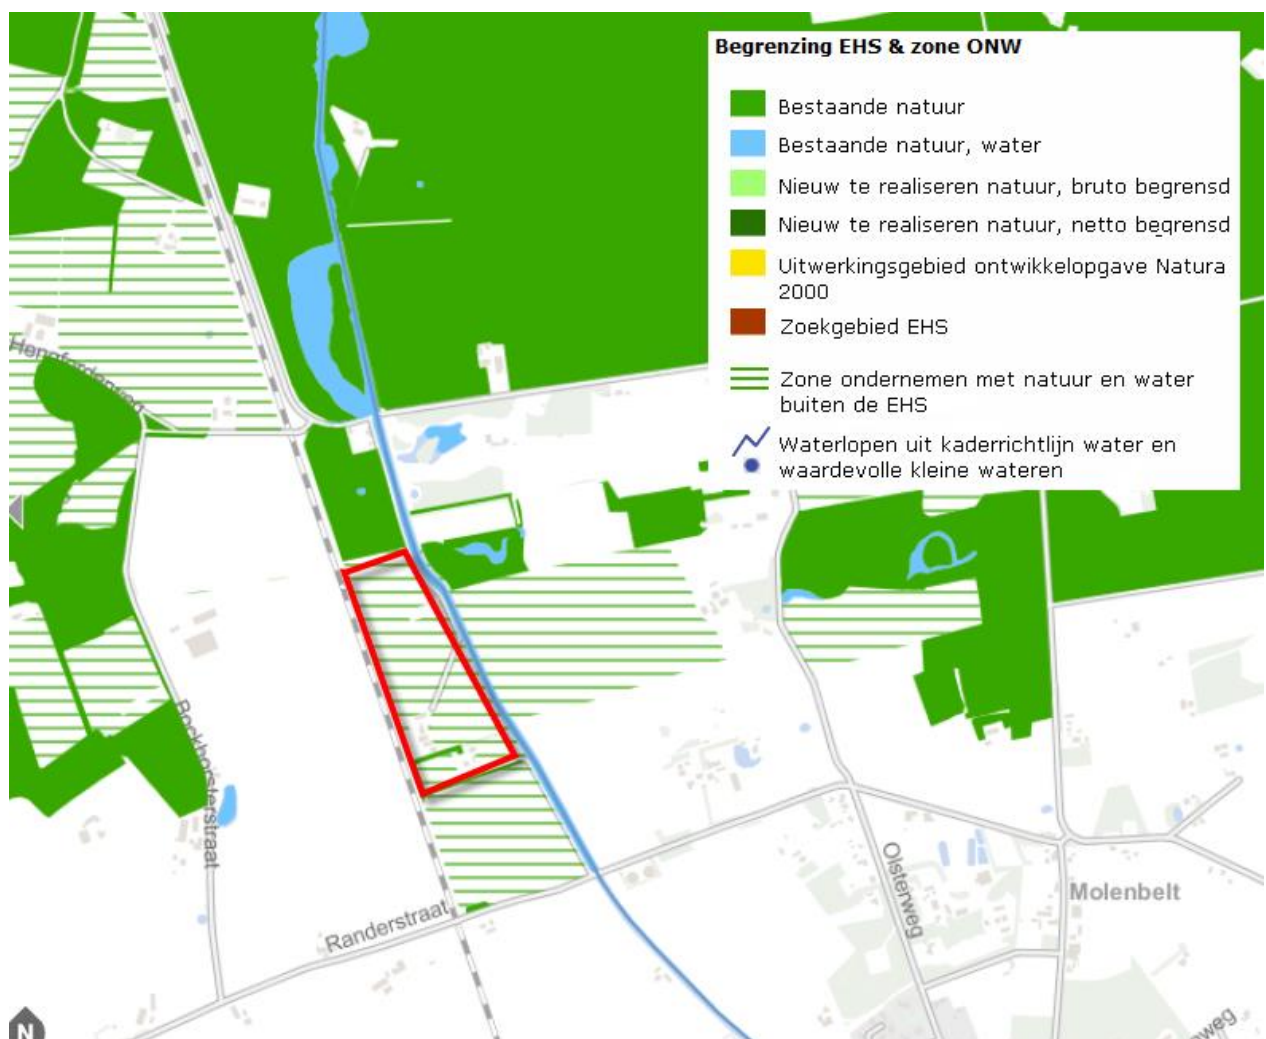 Begrenzing EHS & zone ONW
Bestaande natuur
Bestaande natuur, water
Nieuw te realiseren natuur, bruto begrensd
Nieuw te realiseren natuur, netto begrensd
Uitwerkingsgebied ontwikkelopgave Natura
2000
Zoekgebied EHS
Zone ondernemen met natuur en water
buiten de EHS
Waterlopen uit kaderrichtlijn water en
waardevolle kleine wateren
Bockhorsterstraat
Randerstraat
Olsterweg
Molenbelt
weg
N